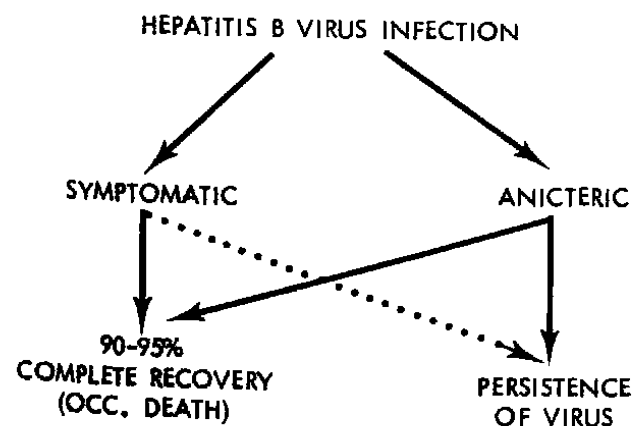 HEPATITIS B VIRUS INFECTION
SYMPTOMATIC
ANICTERIC
90-95%
COMPLETE RECOVERY
(OCC. DEATH)
PERSISTENCE
OF VIRUS